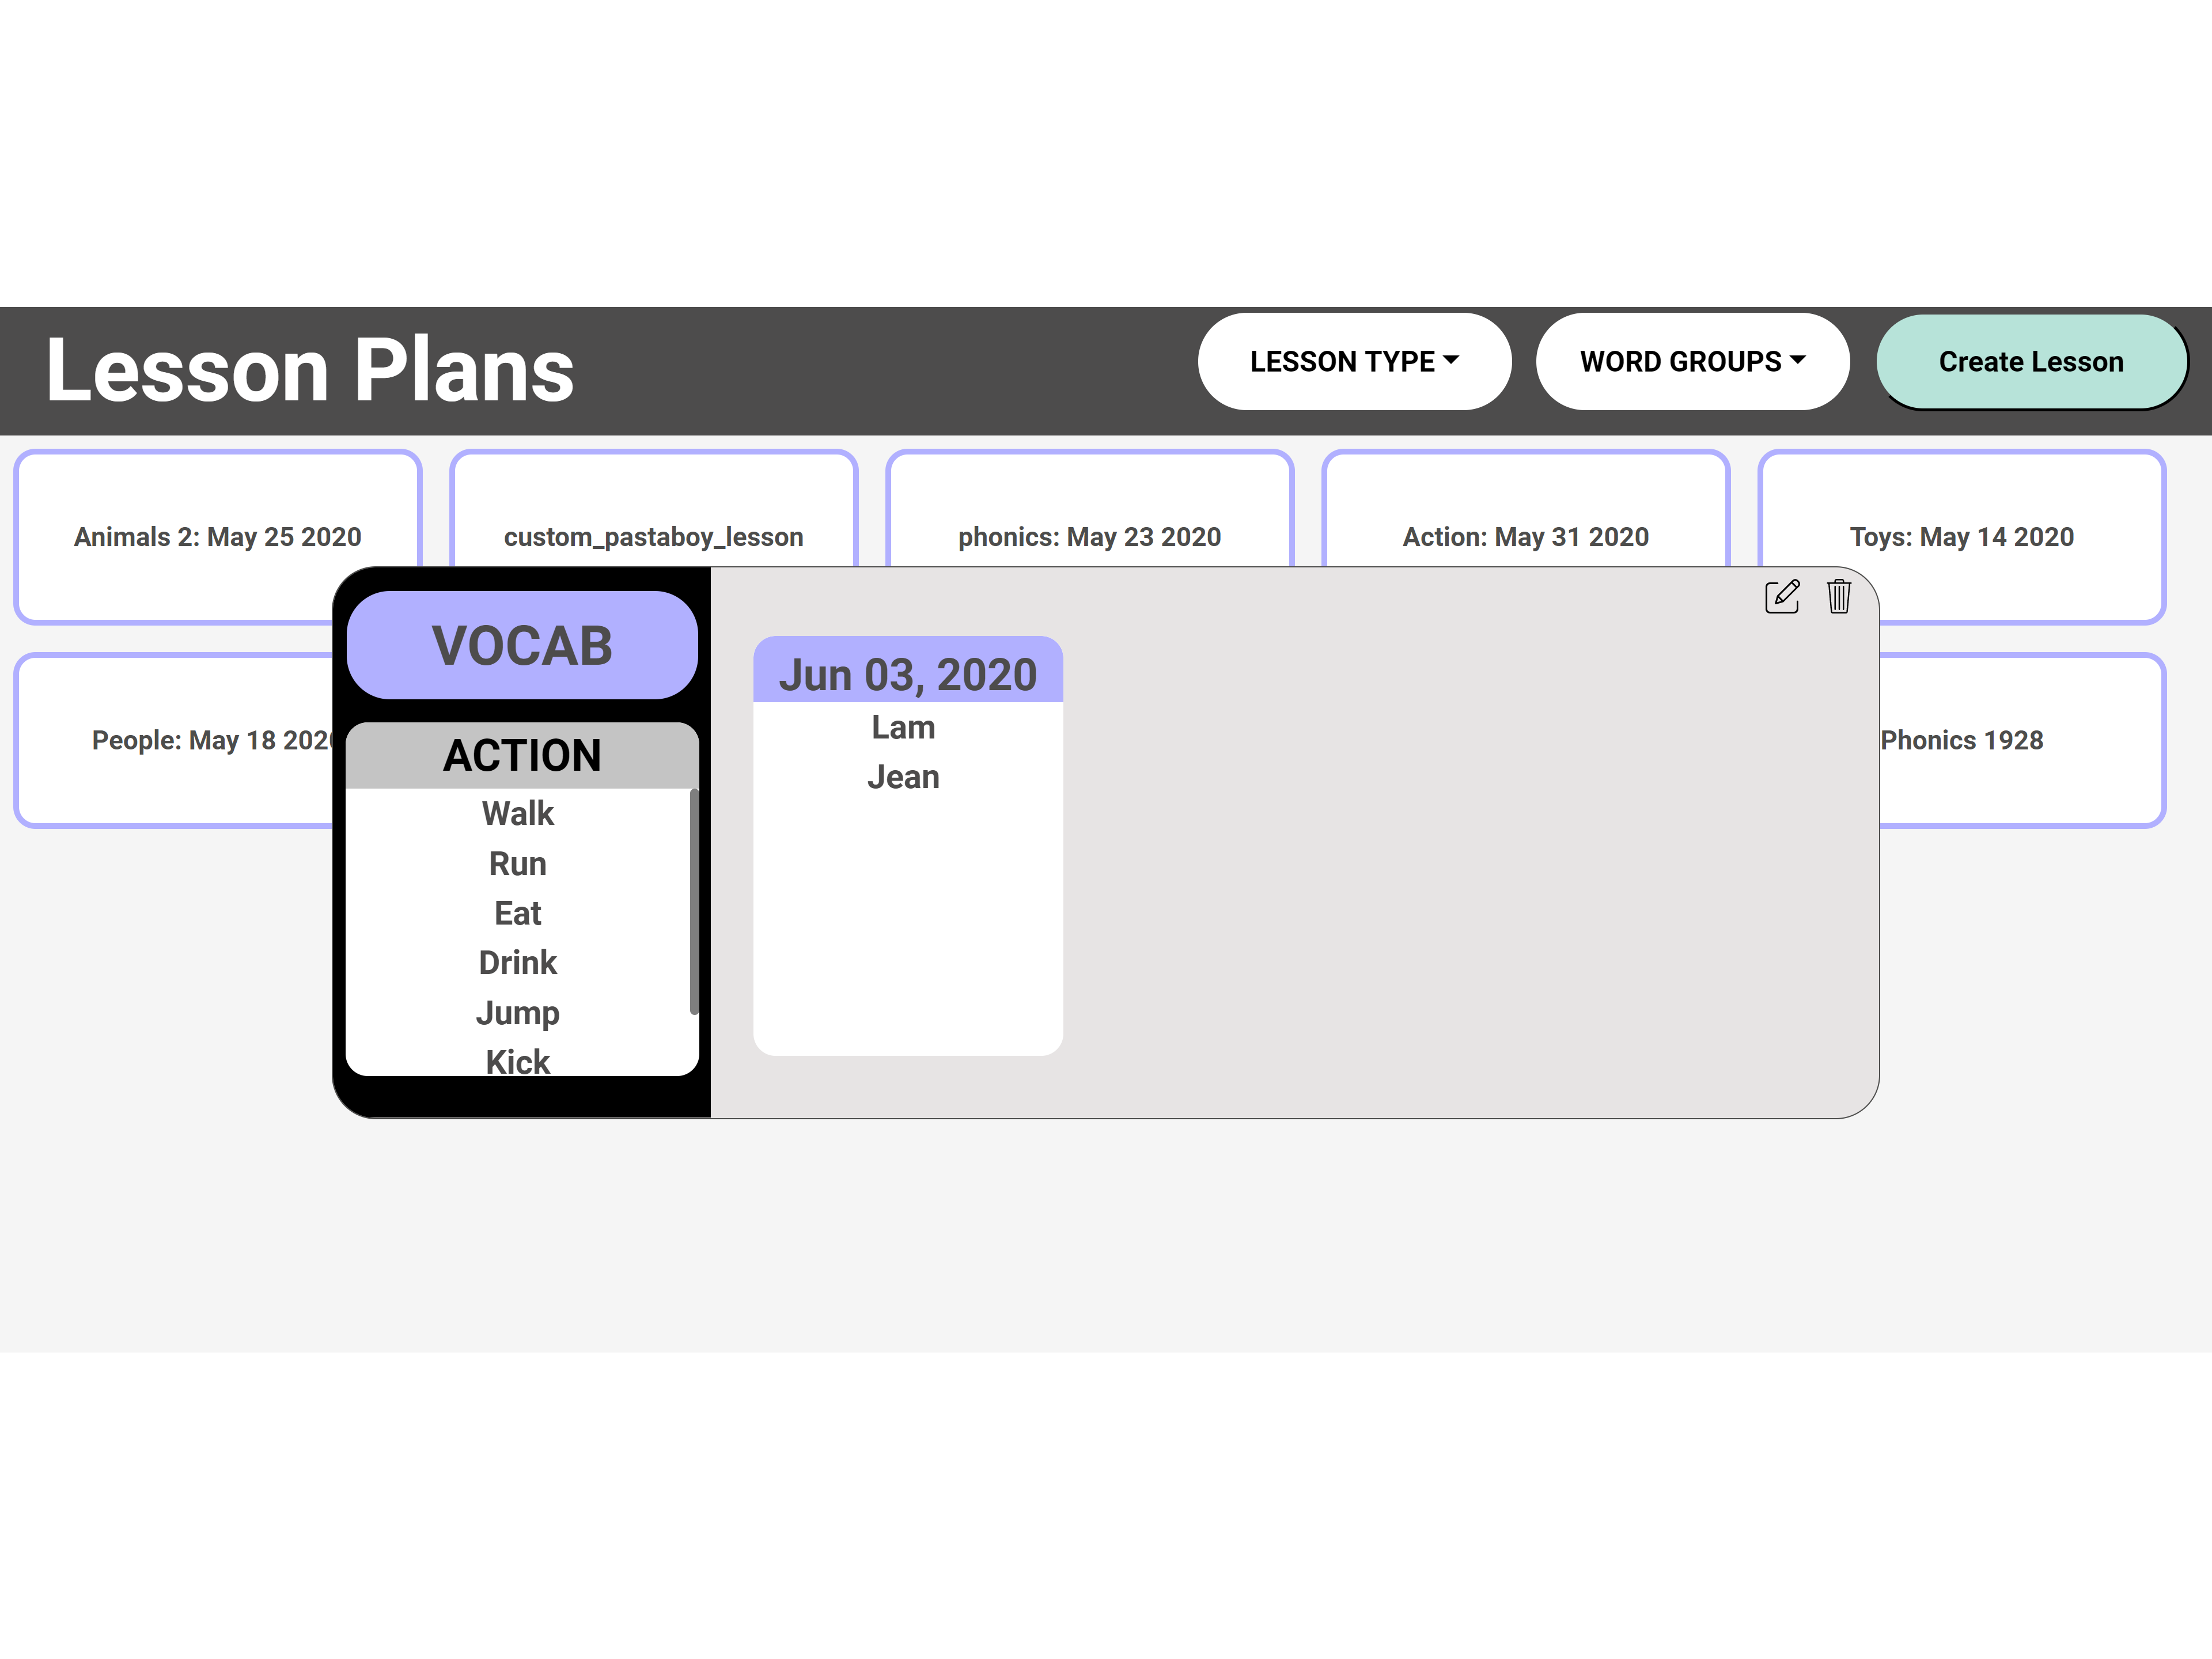 Lesson Plans
LESSON TYPE
WORD GROUPS
Create Lesson
Animals 2: May 25 2020
custom_pastaboy_lesson
phonics: May 23 2020
Action: May 31 2020
Toys: May 14 2020
People: May 18 2020
Phonics 1928
VOCAB
ACTION
Walk
Run
Eat
Drink
Jump
Kick
Jun 03, 2020
Lam
Jean